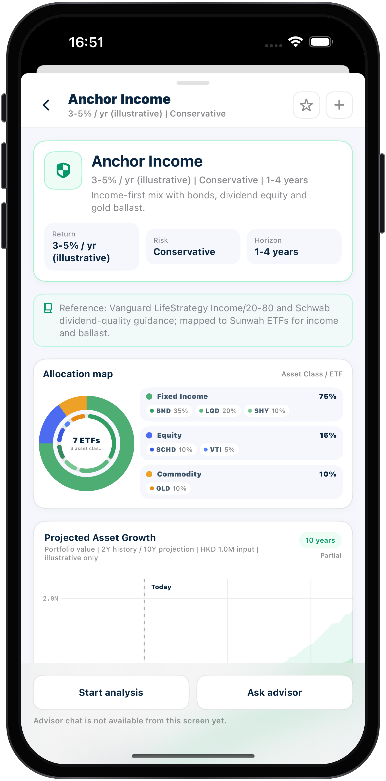 16:51
Anchor Income
3-5% / yr (illustrative) | Conservative
Anchor Income
3-5% / yr (illustrative) | Conservative | 1-4 years
Income-first mix with bonds, dividend equity and
gold ballast.
Return
3-5% / yr
(illustrative)
Risk
Conservative
Horizon
1-4 years
Reference: Vanguard LifeStrategy Income/20-80 and Schwab
dividend-quality guidance; mapped to Sunwah ETFs for income
and ballast.
Allocation map
Asset Class / ETF
7 ETFs
3 asset clas…
Fixed Income 75%
BND 35% LQD 20% SHY 10%
Equity 15%
SCHD 10% VTI 5%
Commodity 10%
GLD 10%
Projected Asset Growth
10 years
Portfolio value | 2Y history / 10Y projection | HKD 1.0M input |
illustrative only
Partial
Today
2.0M
Start analysis
Ask advisor
Advisor chat is not available from this screen yet.